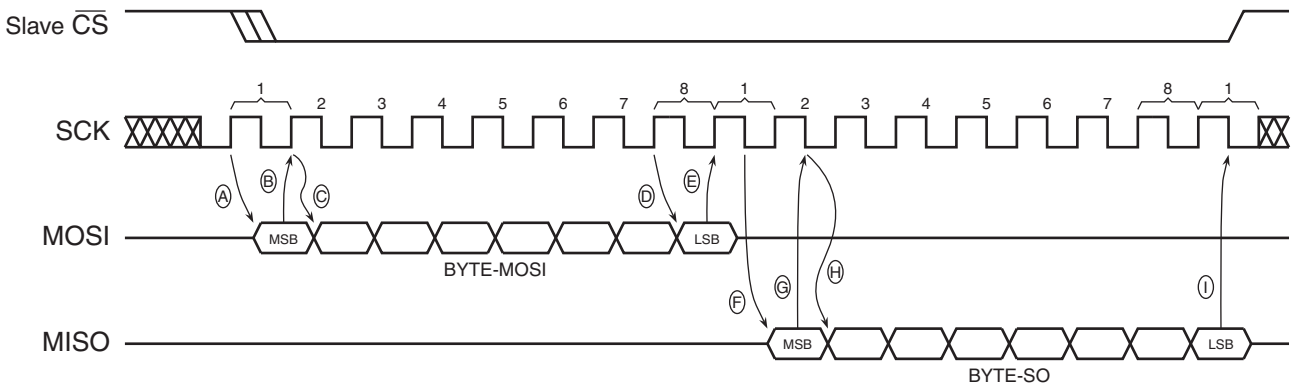 Slave CS
SCK
1 2 3 4 5 6 7 8 1 2 3 4 5 6 7 8 1
A B C D E
MOSI
MSB LSB
BYTE-MOSI
F G H I
MISO
MSB LSB
BYTE-SO